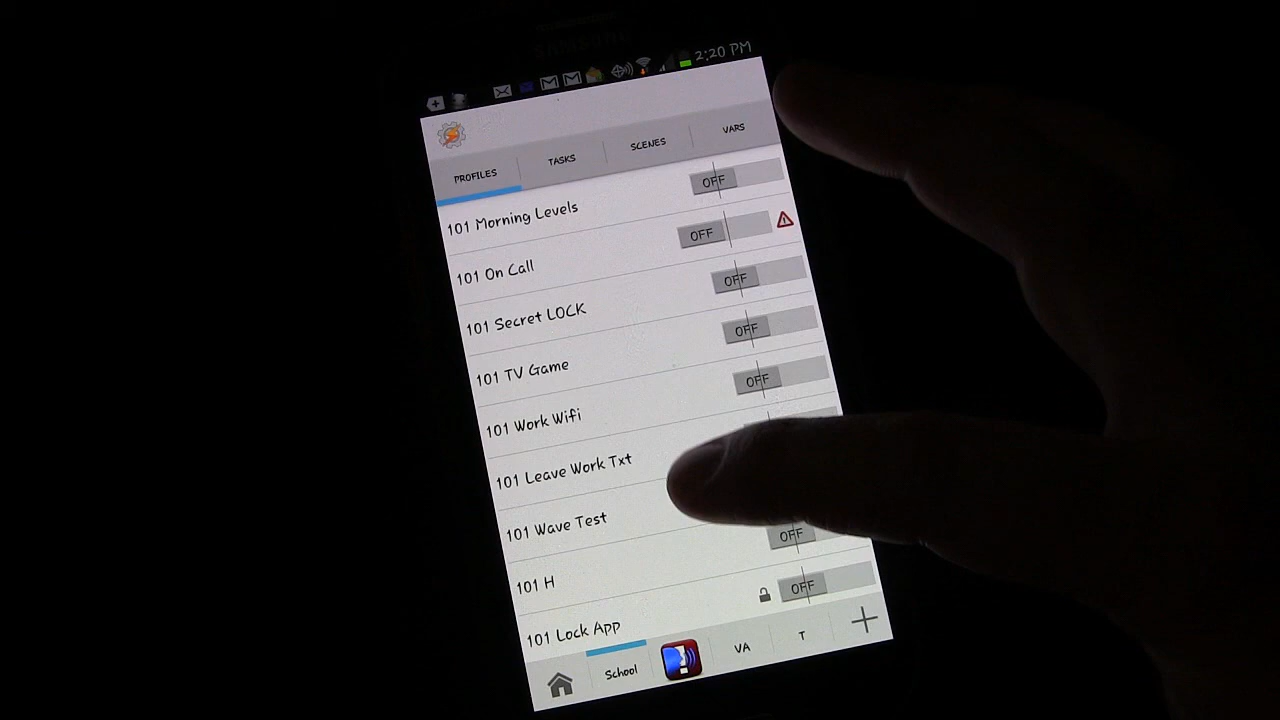 SAMSUNG
2:20 PM
PROFILES TASKS SCENES VARS
101 Morning Levels OFF
101 On Call OFF
101 Secret LOCK OFF
101 TV Game OFF
101 Work Wifi OFF
101 Leave Work Txt
101 Wave Test
101 H OFF
101 Lock App OFF
School VA T